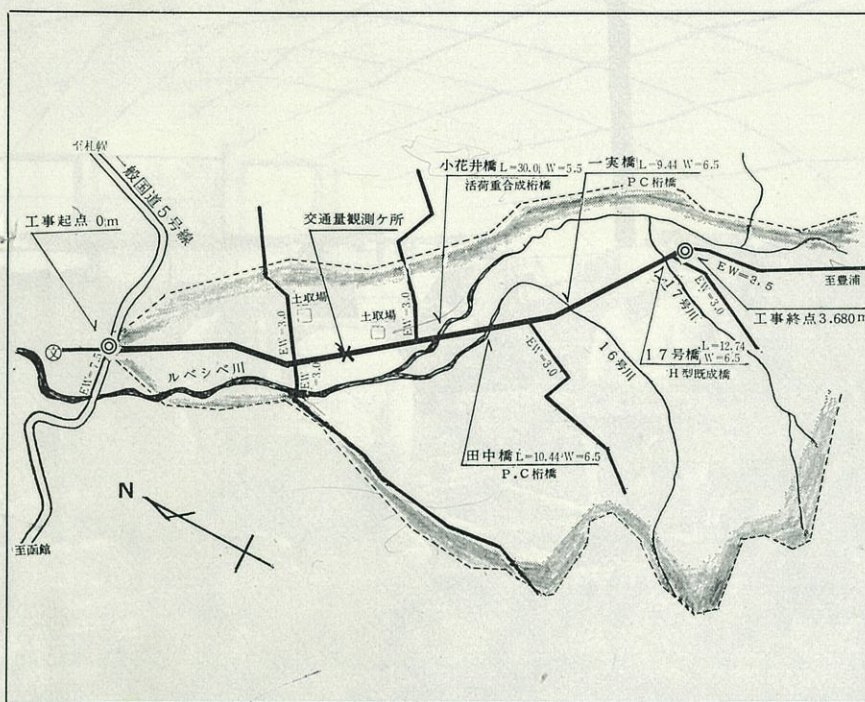 至札幌
一般国道5号線
工事起点 0m
交通量観測ケ所
小花井橋 L=30.0 W=5.5
活荷重合成桁橋
一実橋 L=9.44 W=6.5
PC桁橋
EW=3.0
土取場
土取場
EW=3.5
至豊浦
工事終点3.680m
17号川
EW=3.0
17号橋 L=12.74 W=6.5
H型既成橋
文
EW=7.5
ルベシベ川
EW=3.0
EW=3.0
16号川
田中橋 L=10.44 W=6.5
P.C桁橋
N
至函館